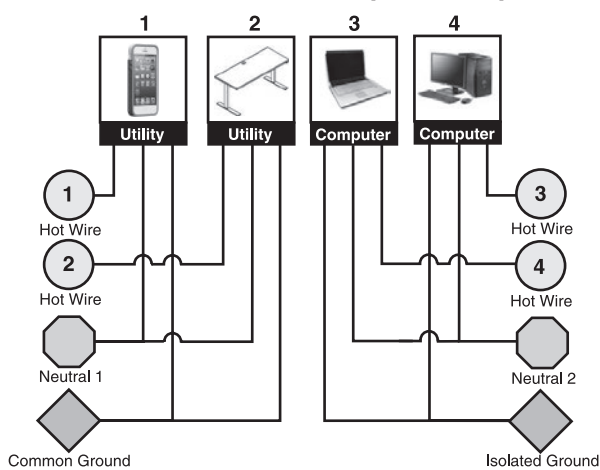 1 2 3 4
Utility Utility Computer Computer
1 3
Hot Wire Hot Wire
2 4
Hot Wire Hot Wire
Neutral 1 Neutral 2
Common Ground Isolated Ground